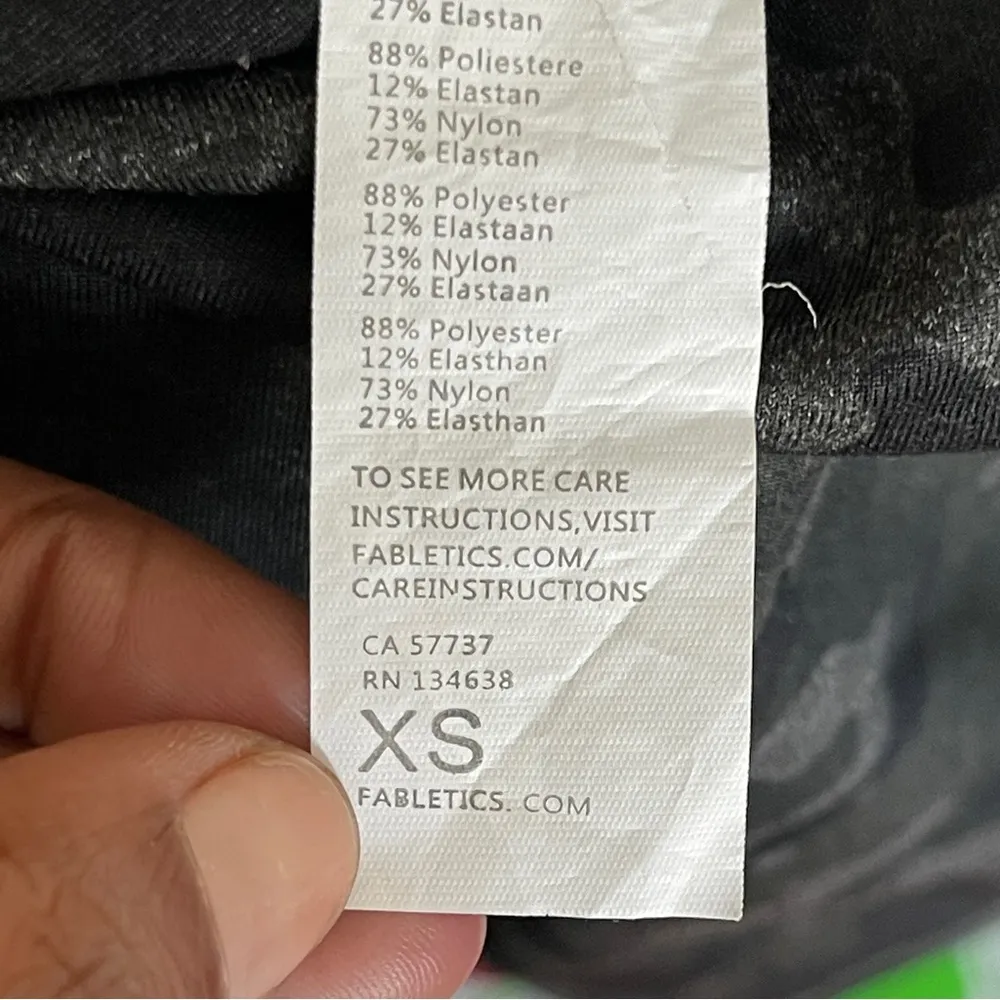 27% Elastan
88% Poliestere
12% Elastan
73% Nylon
27% Elastan
88% Polyester
12% Elastaan
73% Nylon
27% Elastaan
88% Polyester
12% Elasthan
73% Nylon
27% Elasthan
TO SEE MORE CARE
INSTRUCTIONS,VISIT
FABLETICS.COM/
CAREINSTRUCTIONS
CA 57737
RN 134638
XS
FABLETICS. COM